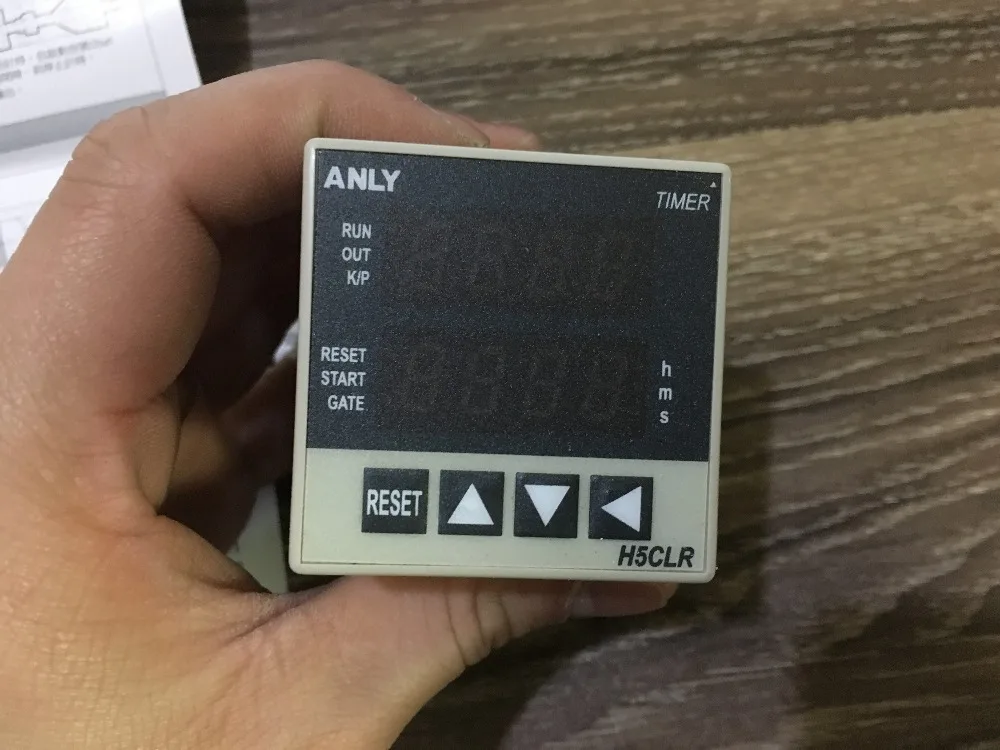 ANLY
TIMER
RUN
OUT
K/P
RESET
START
GATE
h
m
s
RESET
H5CLR